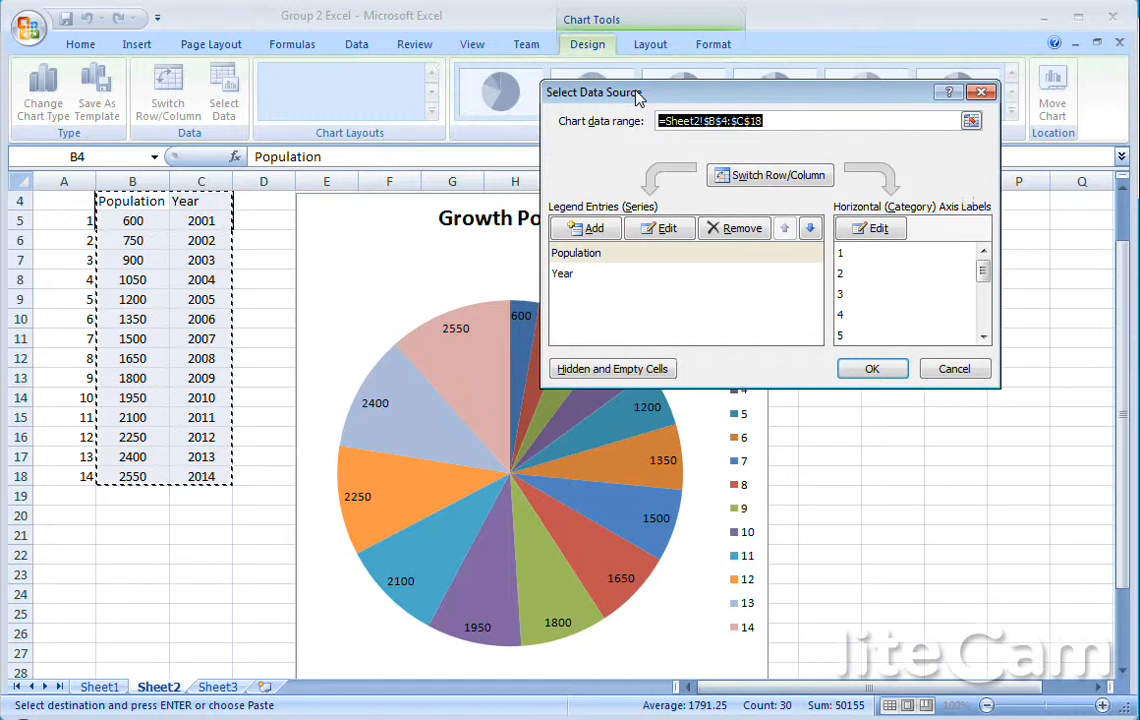 Group 2 Excel - Microsoft Excel
Chart Tools
Home Insert Page Layout Formulas Data Review View Team Design Layout Format
Change Chart Type
Save As Template
Type
Switch Row/Column
Select Data
Data
Chart Layouts
Move Chart
Location
B4
fx
Population
Select Data Source
Chart data range: =Sheet2!$B$4:$C$18
Switch Row/Column
Legend Entries (Series)
Add Edit Remove
Population
Year
Horizontal (Category) Axis Labels
Edit
1
2
3
4
5
Hidden and Empty Cells
OK Cancel
A B C D E F G H P Q
4 Population Year
5 1 600 2001
6 2 750 2002
7 3 900 2003
8 4 1050 2004
9 5 1200 2005
10 6 1350 2006
11 7 1500 2007
12 8 1650 2008
13 9 1800 2009
14 10 1950 2010
15 11 2100 2011
16 12 2250 2012
17 13 2400 2013
18 14 2550 2014
19
20
21
22
23
24
25
26
27
28
Growth Po
600
1200
1350
1500
1650
1800
1950
2100
2250
2400
2550
4
5
6
7
8
9
10
11
12
13
14
liteCam
Sheet1 Sheet2 Sheet3
Select destination and press ENTER or choose Paste
Average: 1791.25 Count: 30 Sum: 50155
100%